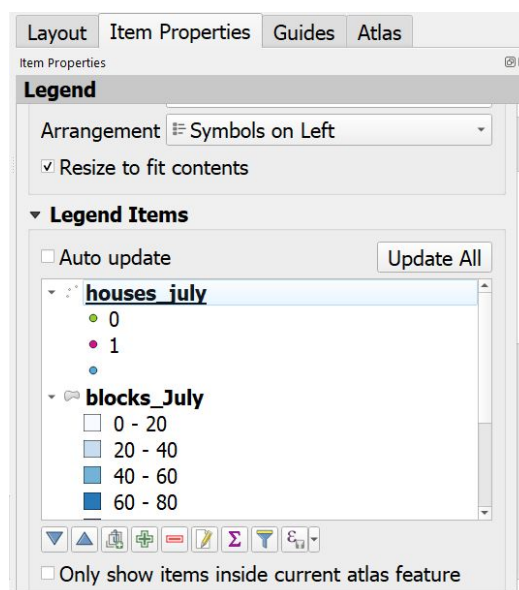 Layout Item Properties Guides Atlas
Item Properties
Legend
Arrangement Symbols on Left
Resize to fit contents
Legend Items
Auto update Update All
houses_july
0
1
blocks_July
0 - 20
20 - 40
40 - 60
60 - 80
Σ ε
Only show items inside current atlas feature